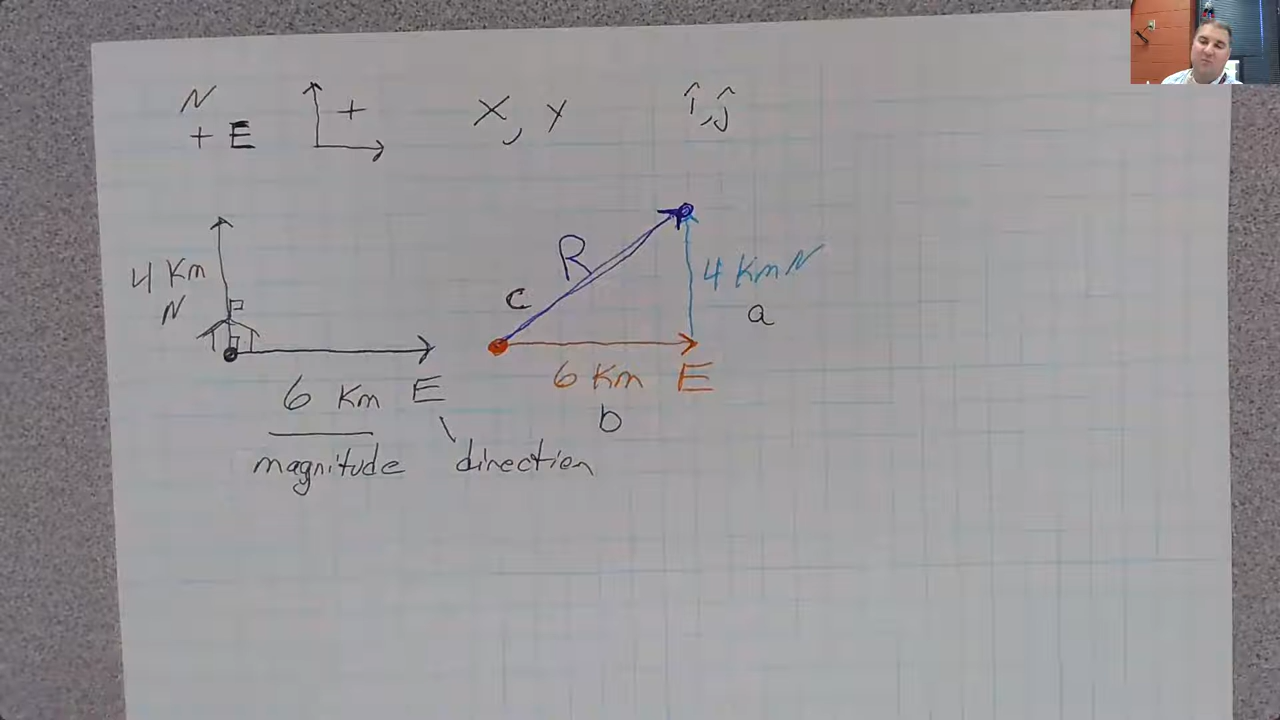 N
+ E
+
x, y
î, ĵ
4 Km
N
6 Km E
magnitude
direction
R
c
4 Km N
a
6 Km E
b